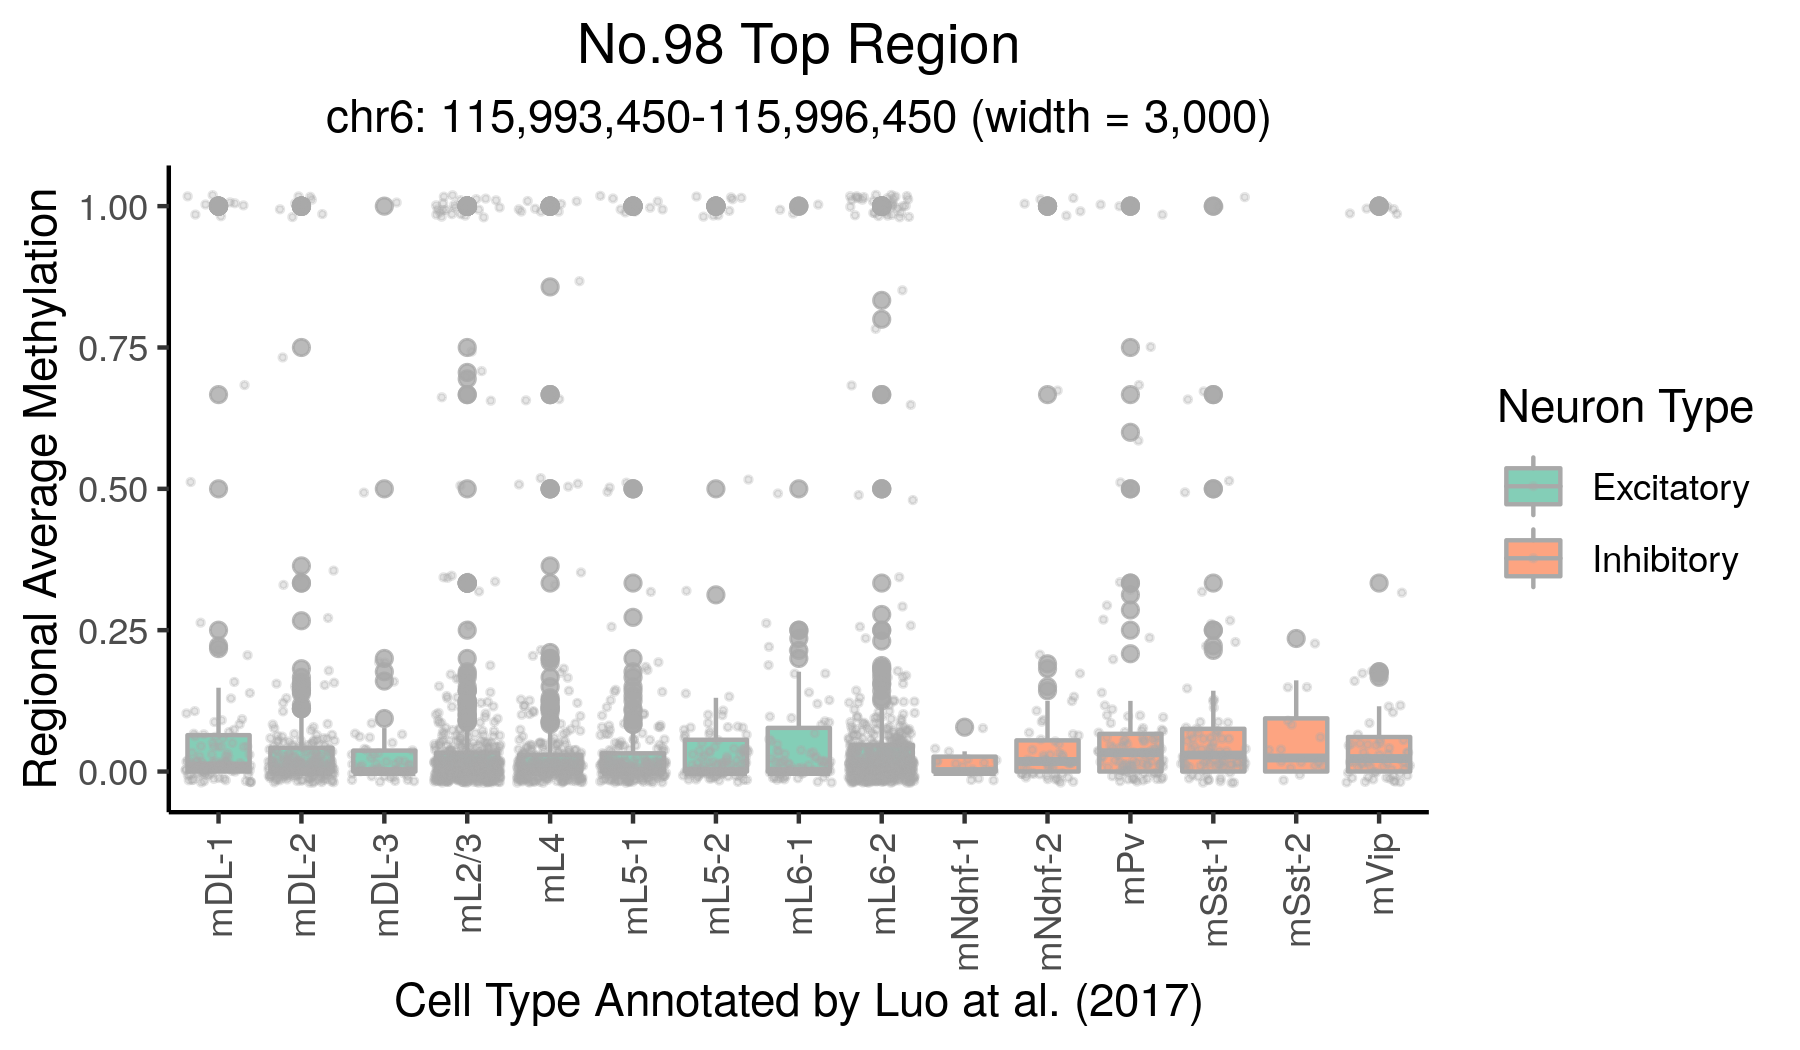 No.98 Top Region
chr6: 115,993,450-115,996,450 (width = 3,000)
Regional Average Methylation
1.00
0.75
0.50
0.25
0.00
mDL-1
mDL-2
mDL-3
mL2/3
mL4
mL5-1
mL5-2
mL6-1
mL6-2
mNdnf-1
mNdnf-2
mPv
mSst-1
mSst-2
mVip
Cell Type Annotated by Luo at al. (2017)
Neuron Type
Excitatory
Inhibitory